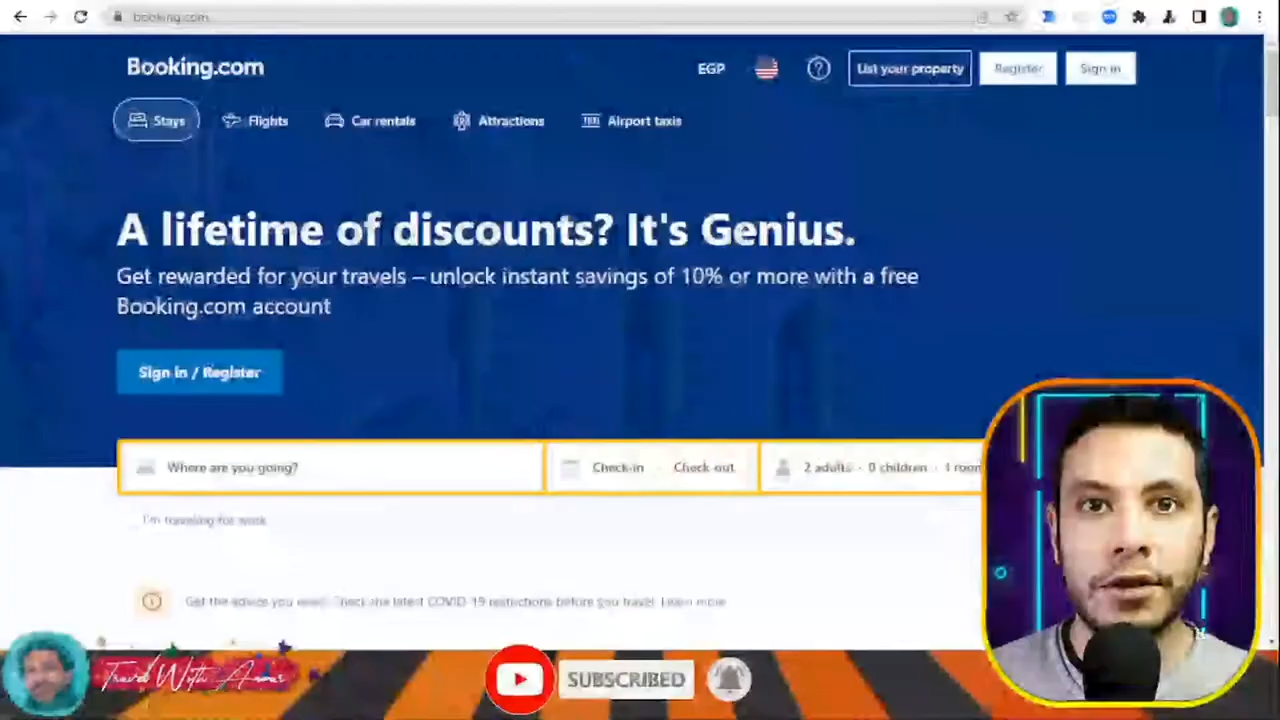 booking.com
Booking.com
EGP
List your property
Register
Sign in
Stays
Flights
Car rentals
Attractions
Airport taxis
A lifetime of discounts? It's Genius.
Get rewarded for your travels – unlock instant savings of 10% or more with a free
Booking.com account
Sign in / Register
Where are you going?
Check-in
Check-out
2 adults · 0 children · 1 room
I'm traveling for work
Get the advice you need. Check the latest COVID-19 restrictions before you travel. Learn more
Travel With
SUBSCRIBED